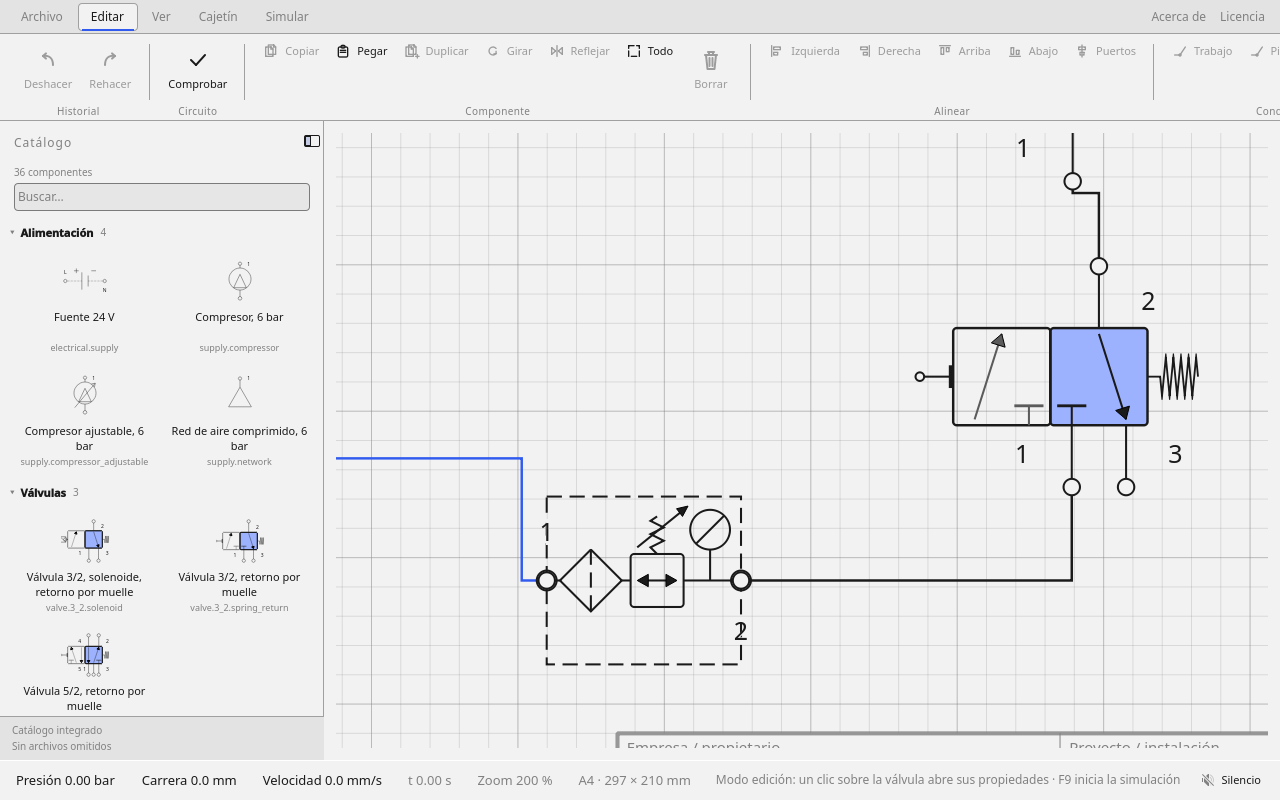 Archivo Editar Ver Cajetín Simular Acerca de Licencia
Copiar Pegar Duplicar Girar Reflejar Todo Izquierda Derecha Arriba Abajo Puertos Trabajo
Deshacer Rehacer Comprobar Borrar
Historial Circuito Componente Alinear
Catálogo
36 componentes
Buscar...
Alimentación 4
Fuente 24 V
electrical.supply
Compresor, 6 bar
supply.compressor
Compresor ajustable, 6
bar
supply.compressor_adjustable
Red de aire comprimido, 6
bar
supply.network
Válvulas 3
Válvula 3/2, solenoide,
retorno por muelle
valve.3_2.solenoid
Válvula 3/2, retorno por
muelle
valve.3_2.spring_return
Válvula 5/2, retorno por
muelle
Catálogo integrado
Sin archivos omitidos
1
2
1
3
1
2
Empresa / propietario Proyecto / instalación
Presión 0.00 bar Carrera 0.0 mm Velocidad 0.0 mm/s t 0.00 s Zoom 200 % A4 · 297 × 210 mm Modo edición: un clic sobre la válvula abre sus propiedades · F9 inicia la simulación Silencio